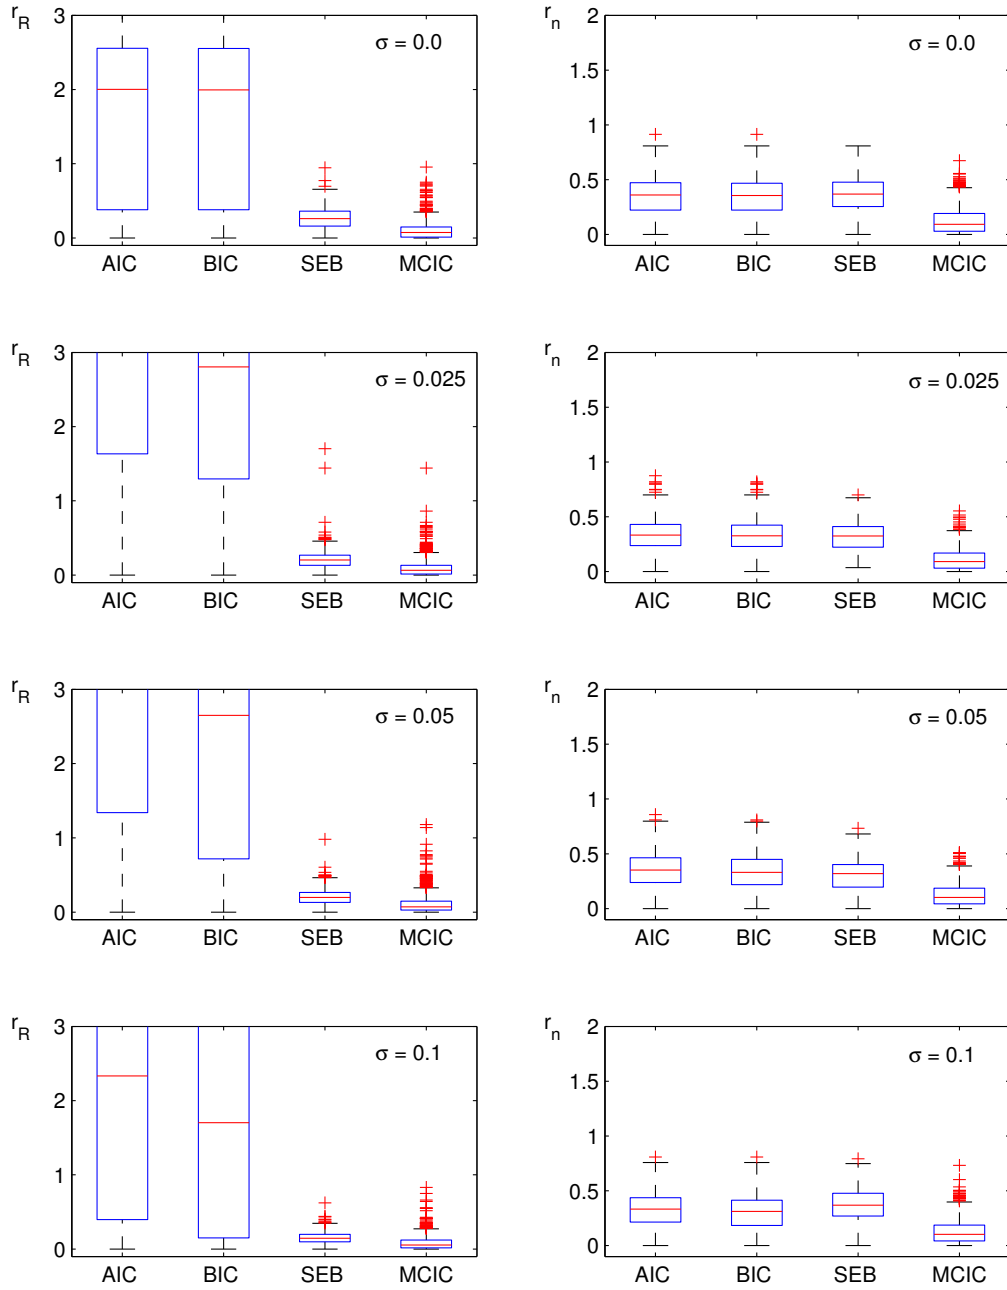 r_R
3
2
1
0
σ = 0.0
AIC BIC SEB MCIC
r_n
2
1.5
1
0.5
0
σ = 0.0
AIC BIC SEB MCIC
r_R
3
2
1
0
σ = 0.025
AIC BIC SEB MCIC
r_n
2
1.5
1
0.5
0
σ = 0.025
AIC BIC SEB MCIC
r_R
3
2
1
0
σ = 0.05
AIC BIC SEB MCIC
r_n
2
1.5
1
0.5
0
σ = 0.05
AIC BIC SEB MCIC
r_R
3
2
1
0
σ = 0.1
AIC BIC SEB MCIC
r_n
2
1.5
1
0.5
0
σ = 0.1
AIC BIC SEB MCIC